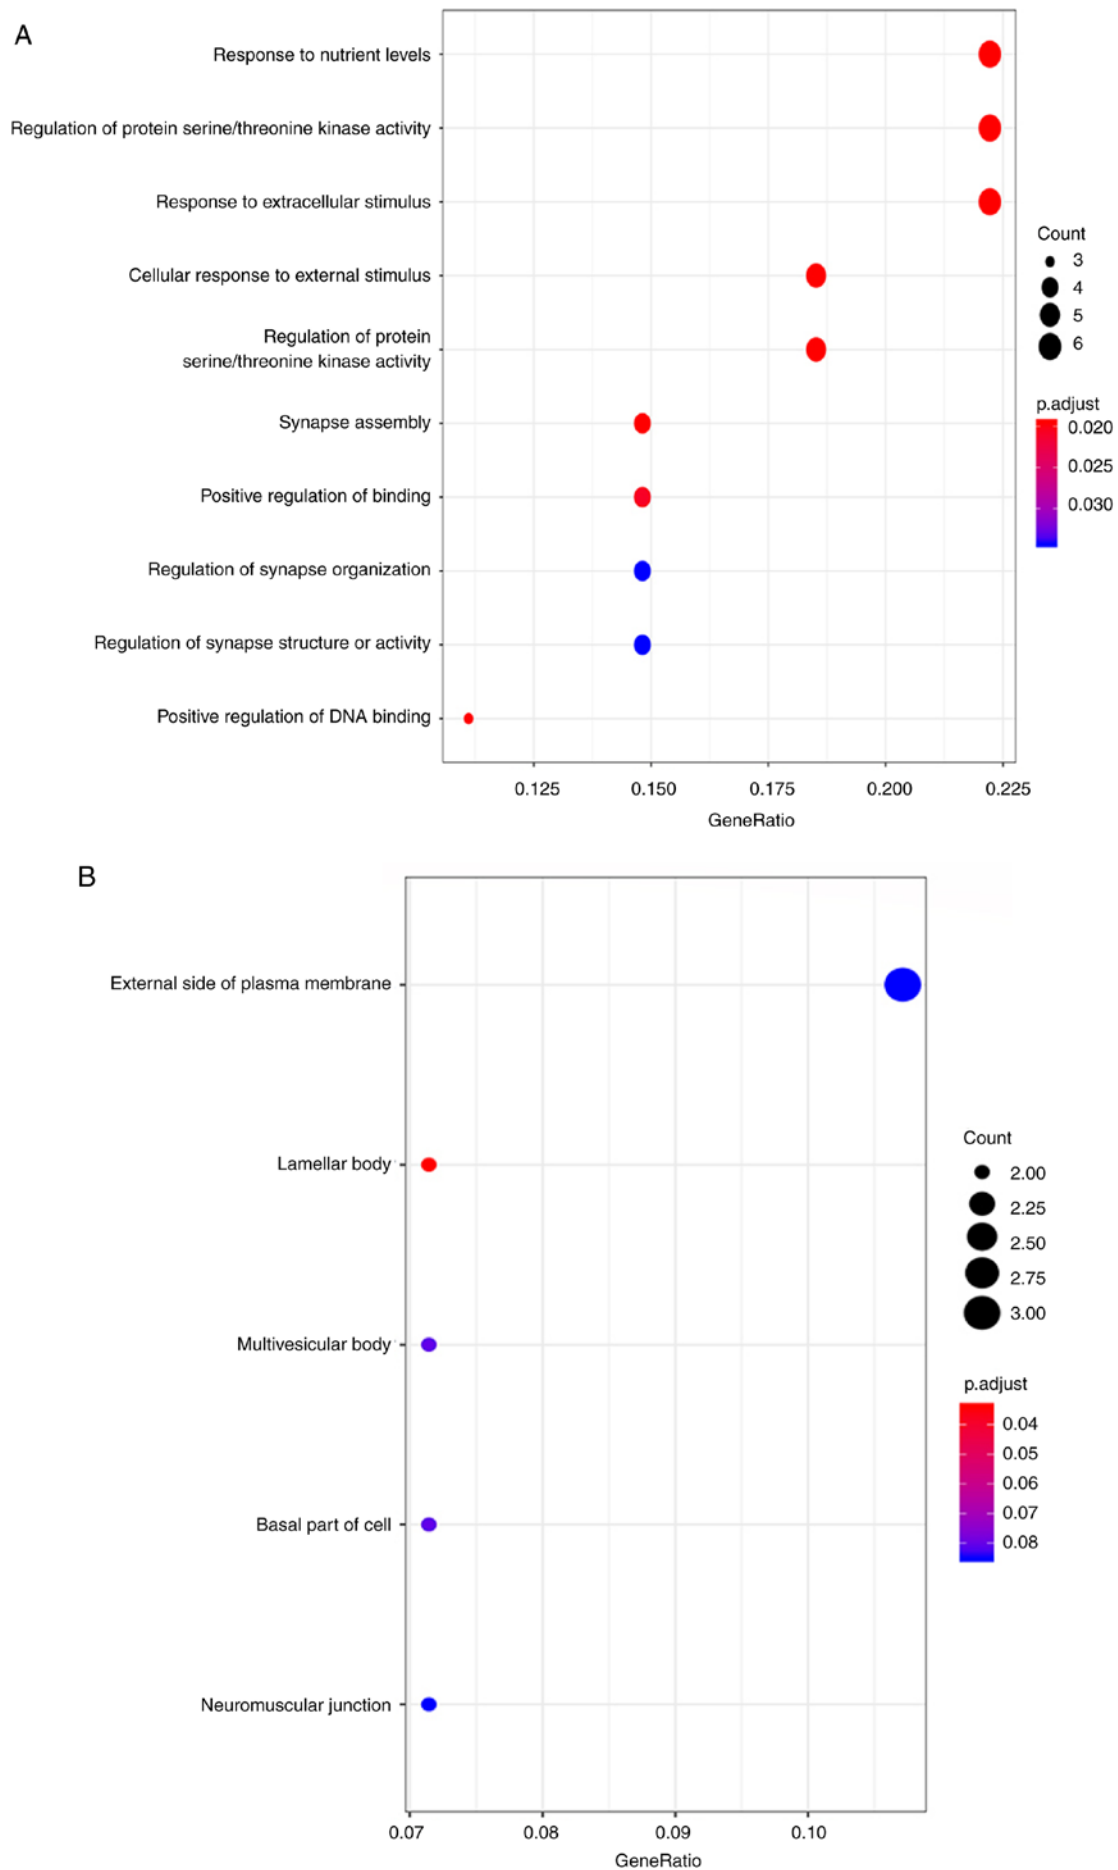 A
Response to nutrient levels
Regulation of protein serine/threonine kinase activity
Response to extracellular stimulus
Cellular response to external stimulus
Regulation of protein
serine/threonine kinase activity
Synapse assembly
Positive regulation of binding
Regulation of synapse organization
Regulation of synapse structure or activity
Positive regulation of DNA binding
0.125 0.150 0.175 0.200 0.225
GeneRatio
Count
3
4
5
6
p.adjust
0.020
0.025
0.030
B
External side of plasma membrane
Lamellar body
Multivesicular body
Basal part of cell
Neuromuscular junction
0.07 0.08 0.09 0.10
GeneRatio
Count
2.00
2.25
2.50
2.75
3.00
p.adjust
0.04
0.05
0.06
0.07
0.08